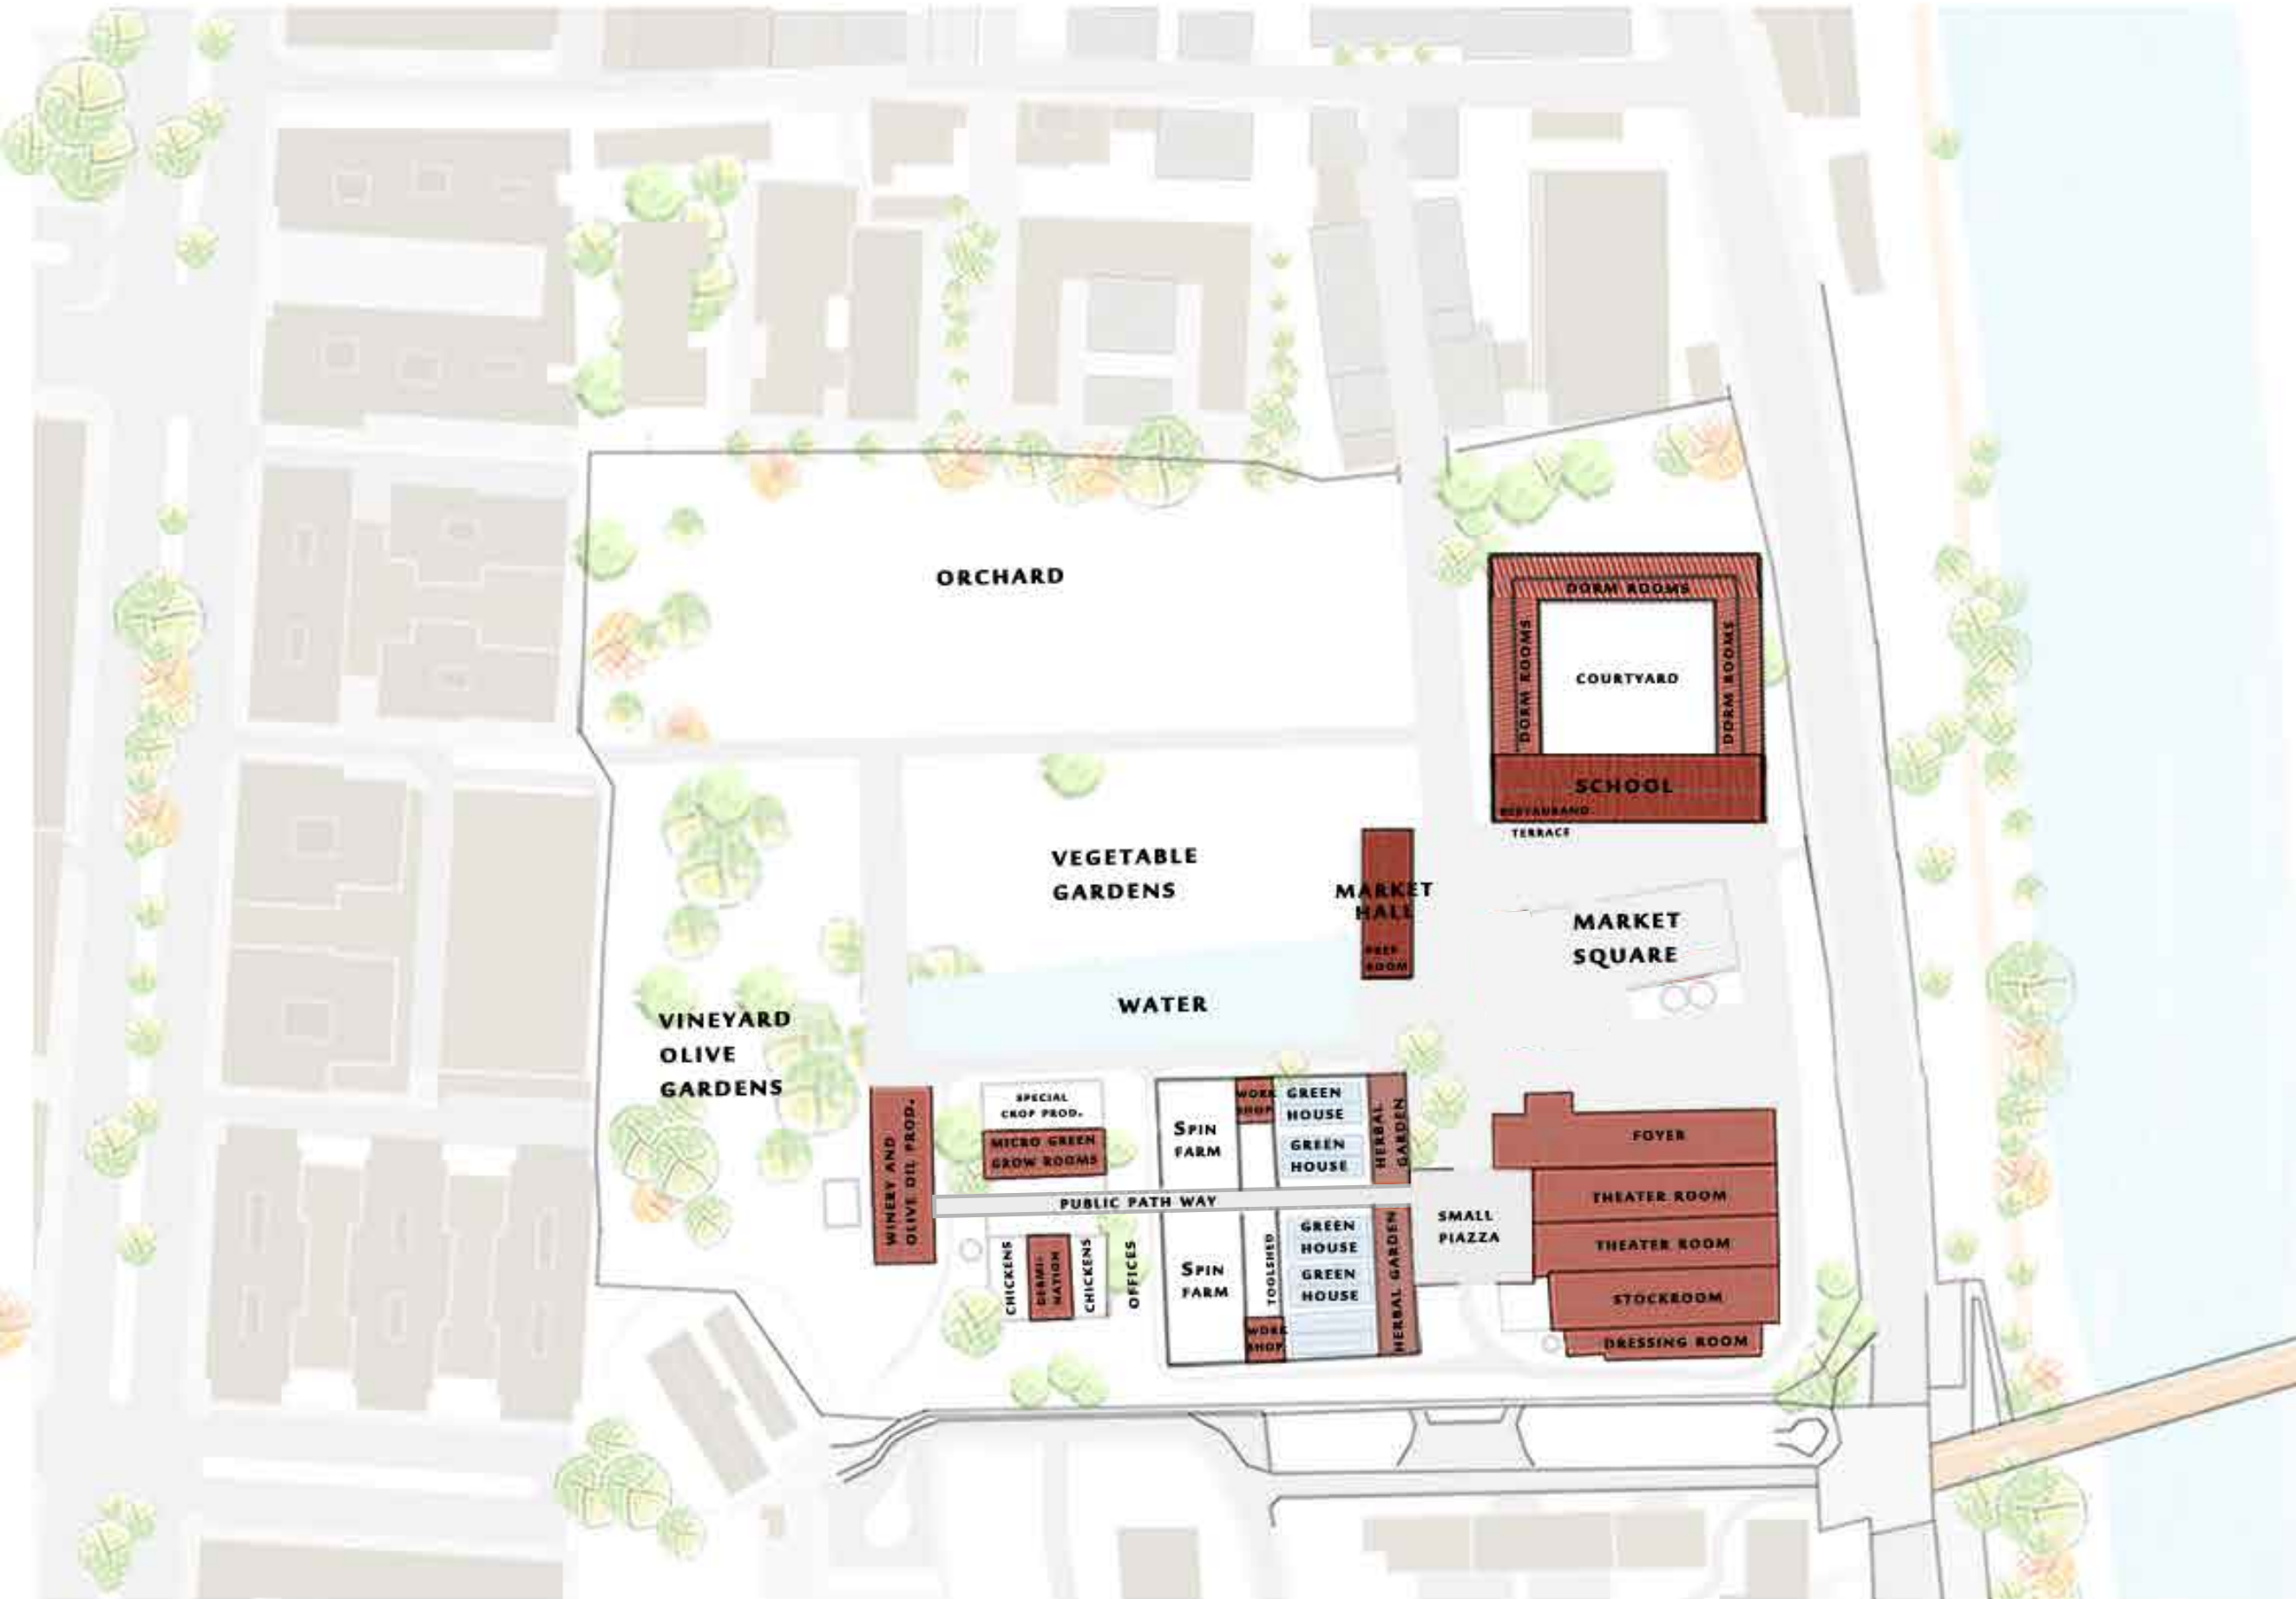 ORCHARD
DORM ROOMS
DORM ROOMS
COURTYARD
DORM ROOMS
SCHOOL
RESTAURAND
TERRACE
VEGETABLE
GARDENS
MARKET
HALL
PREP
ROOM
MARKET
SQUARE
WATER
VINEYARD
OLIVE
GARDENS
WINERY AND
OLIVE OIL PROD.
SPECIAL
CROP PROD.
MICRO GREEN
GROW ROOMS
SPIN
FARM
WORK
SHOP
GREEN
HOUSE
GREEN
HOUSE
HERBAL
GARDEN
PUBLIC PATH WAY
CHICKENS
GERMI-
NATION
CHICKENS
OFFICES
SPIN
FARM
TOOLSHED
WORK
SHOP
GREEN
HOUSE
GREEN
HOUSE
HERBAL GARDEN
SMALL
PIAZZA
FOYER
THEATER ROOM
THEATER ROOM
STOCKROOM
DRESSING ROOM